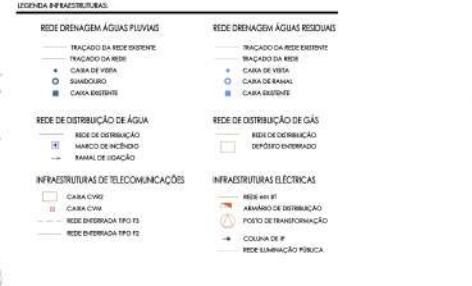 LEGENDA INFRAESTRUTURAS:
REDE DRENAGEM ÁGUAS PLUVIAIS
TRAÇADO DA REDE EXISTENTE
TRAÇADO DA REDE
CAIXA DE VISITA
SUMIDOURO
CAIXA EXISTENTE
REDE DRENAGEM ÁGUAS RESIDUAIS
TRAÇADO DA REDE EXISTENTE
TRAÇADO DA REDE
CAIXA DE VISITA
CAIXA DE RAMAL
CAIXA EXISTENTE
REDE DE DISTRIBUIÇÃO DE ÁGUA
REDE DE DISTRIBUIÇÃO
MARCO DE INCÊNDIO
RAMAL DE LIGAÇÃO
REDE DE DISTRIBUIÇÃO DE GÁS
REDE DE DISTRIBUIÇÃO
DEPÓSITO ENTERRADO
INFRAESTRUTURAS DE TELECOMUNICAÇÕES
CAIXA CVR2
CAIXA CVM
REDE ENTERRADA TIPO T3
REDE ENTERRADA TIPO F2
INFRAESTRUTURAS ELÉCTRICAS
REDE em BT
ARMÁRIO DE DISTRIBUIÇÃO
POSTO DE TRANSFORMAÇÃO
COLUNA DE IP
REDE ILUMINAÇÃO PÚBLICA